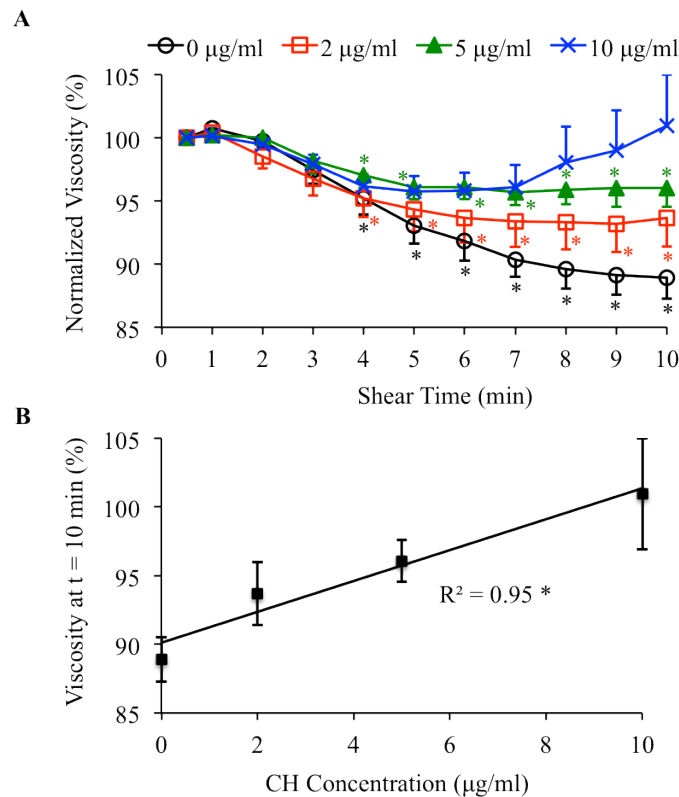 A
0 μg/ml 2 μg/ml 5 μg/ml 10 μg/ml
Normalized Viscosity (%)
105
100
95
90
85
* * * * * * *
* * * * * * *
* * * * * * *
0 1 2 3 4 5 6 7 8 9 10
Shear Time (min)
B
Viscosity at t = 10 min (%)
105
100
95
90
85
R² = 0.95 *
0 2 4 6 8 10
CH Concentration (μg/ml)